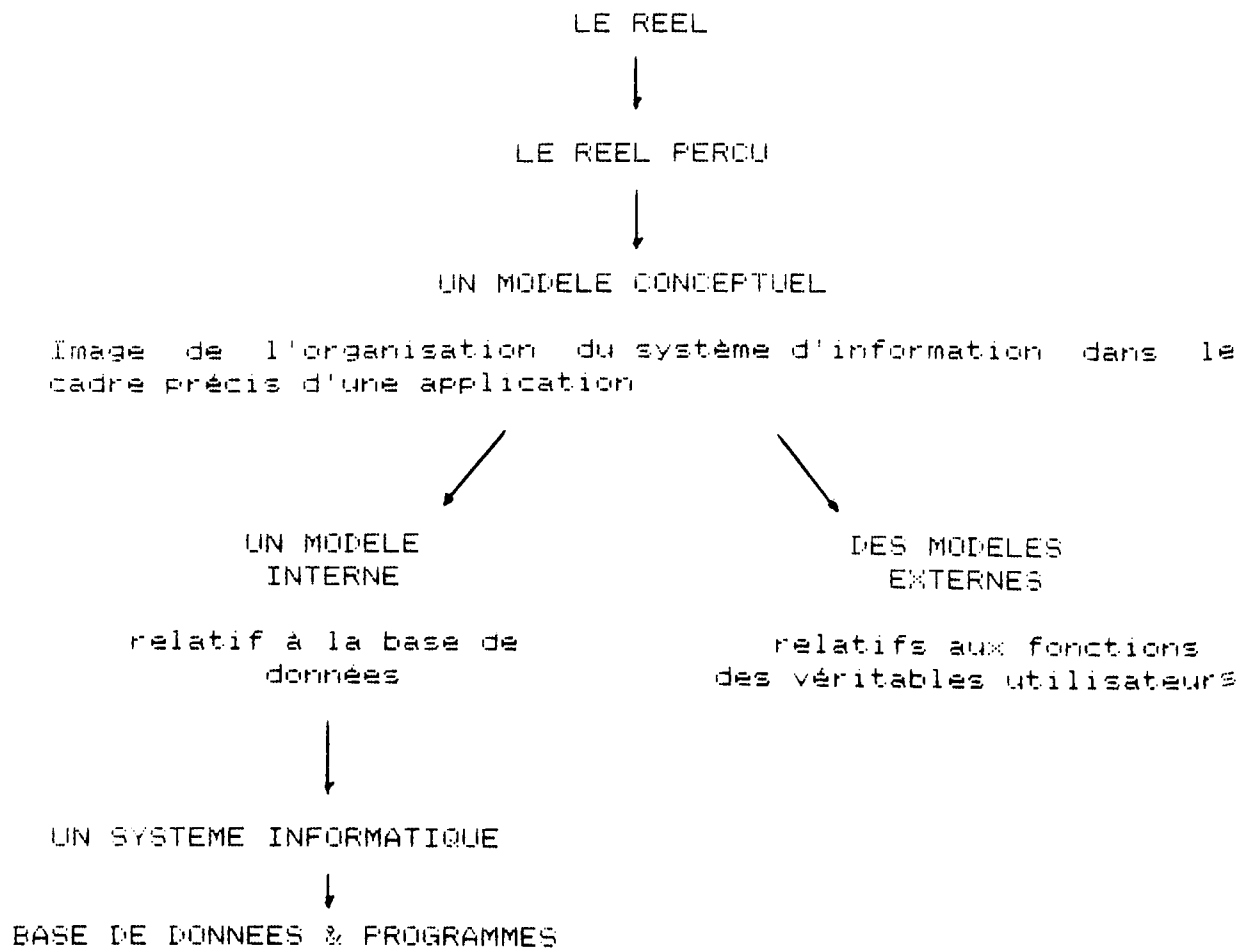 LE REEL
LE REEL PERCU
UN MODELE CONCEPTUEL
Image de l'organisation du système d'information dans le
cadre précis d'une application
UN MODELE
INTERNE
relatif à la base de
données
DES MODELES
EXTERNES
relatifs aux fonctions
des véritables utilisateurs
UN SYSTEME INFORMATIQUE
BASE DE DONNEES & PROGRAMMES